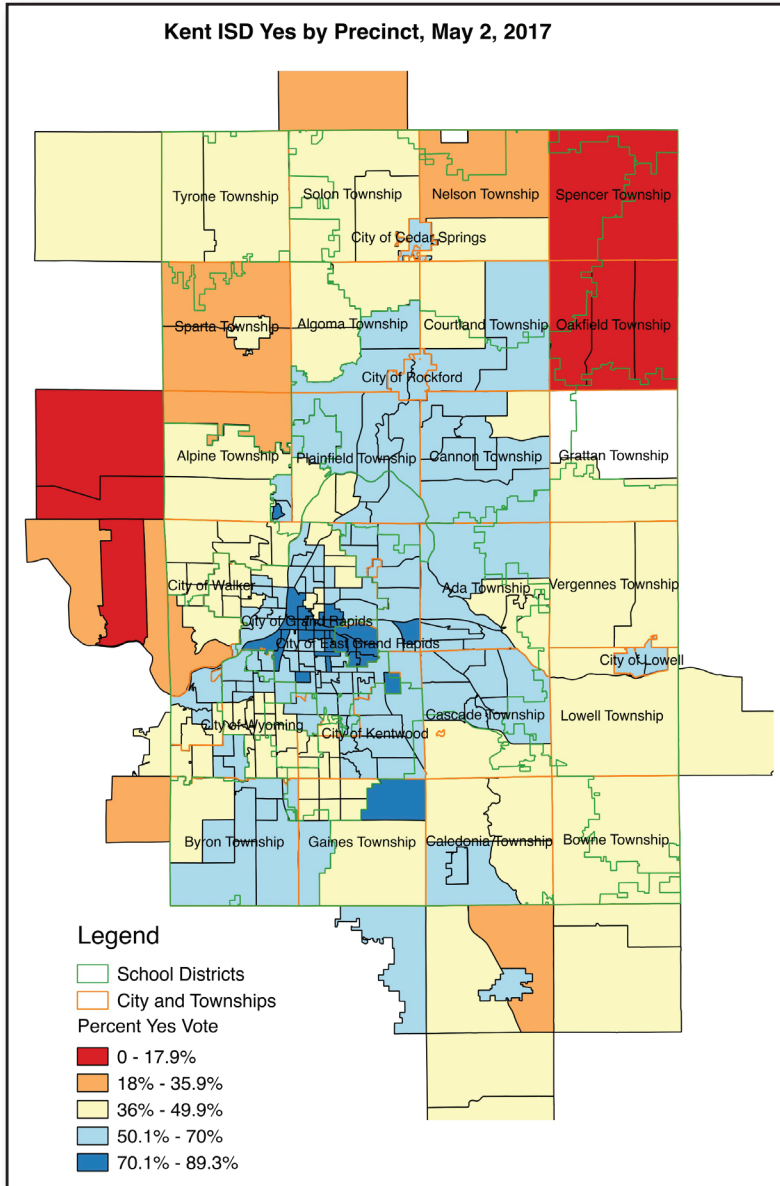 Kent ISD Yes by Precinct, May 2, 2017
Tyrone Township
Solon Township
Nelson Township
Spencer Township
City of Cedar Springs
Sparta Township
Algoma Township
Courtland Township
Oakfield Township
City of Rockford
Alpine Township
Plainfield Township
Cannon Township
Grattan Township
City of Walker
Ada Township
Vergennes Township
City of Grand Rapids
City of East Grand Rapids
City of Lowell
City of Wyoming
City of Kentwood
Cascade Township
Lowell Township
Byron Township
Gaines Township
Caledonia Township
Bowne Township
Legend
School Districts
City and Townships
Percent Yes Vote
0 - 17.9%
18% - 35.9%
36% - 49.9%
50.1% - 70%
70.1% - 89.3%